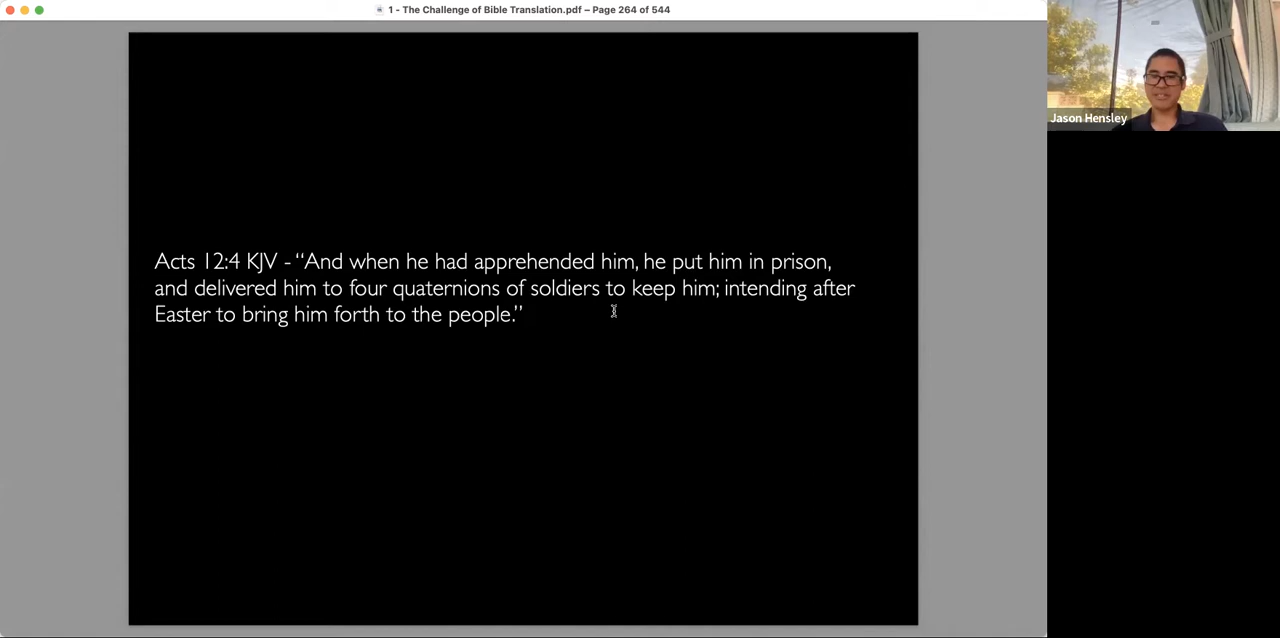 1 - The Challenge of Bible Translation.pdf – Page 264 of 544
Jason Hensley
Acts 12:4 KJV - “And when he had apprehended him, he put him in prison,
and delivered him to four quaternions of soldiers to keep him; intending after
Easter to bring him forth to the people.”